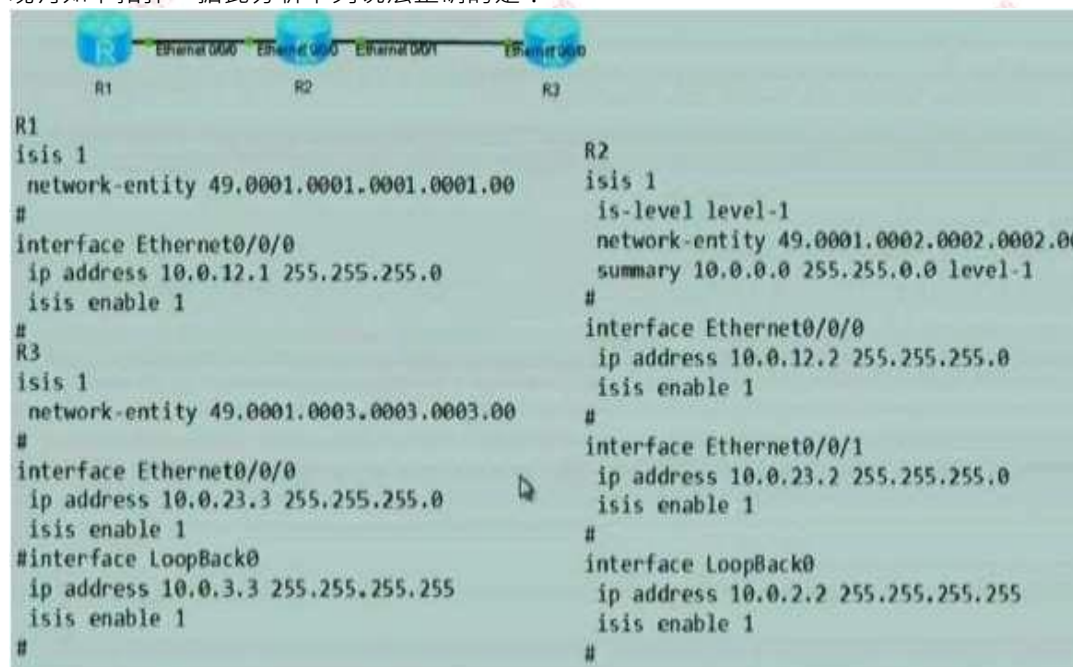 Ethernet 0/0/0 Ethernet 0/0/0 Ethernet 0/0/1 Ethernet 0/0/0
R1 R2 R3
R1
isis 1
network-entity 49.0001.0001.0001.0001.00
#
interface Ethernet0/0/0
ip address 10.0.12.1 255.255.255.0
isis enable 1
#
R3
isis 1
network-entity 49.0001.0003.0003.0003.00
#
interface Ethernet0/0/0
ip address 10.0.23.3 255.255.255.0
isis enable 1
#interface LoopBack0
ip address 10.0.3.3 255.255.255.255
isis enable 1
#
R2
isis 1
is-level level-1
network-entity 49.0001.0002.0002.0002.00
summary 10.0.0.0 255.255.0.0 level-1
#
interface Ethernet0/0/0
ip address 10.0.12.2 255.255.255.0
isis enable 1
#
interface Ethernet0/0/1
ip address 10.0.23.2 255.255.255.0
isis enable 1
#
interface LoopBack0
ip address 10.0.2.2 255.255.255.255
isis enable 1
#